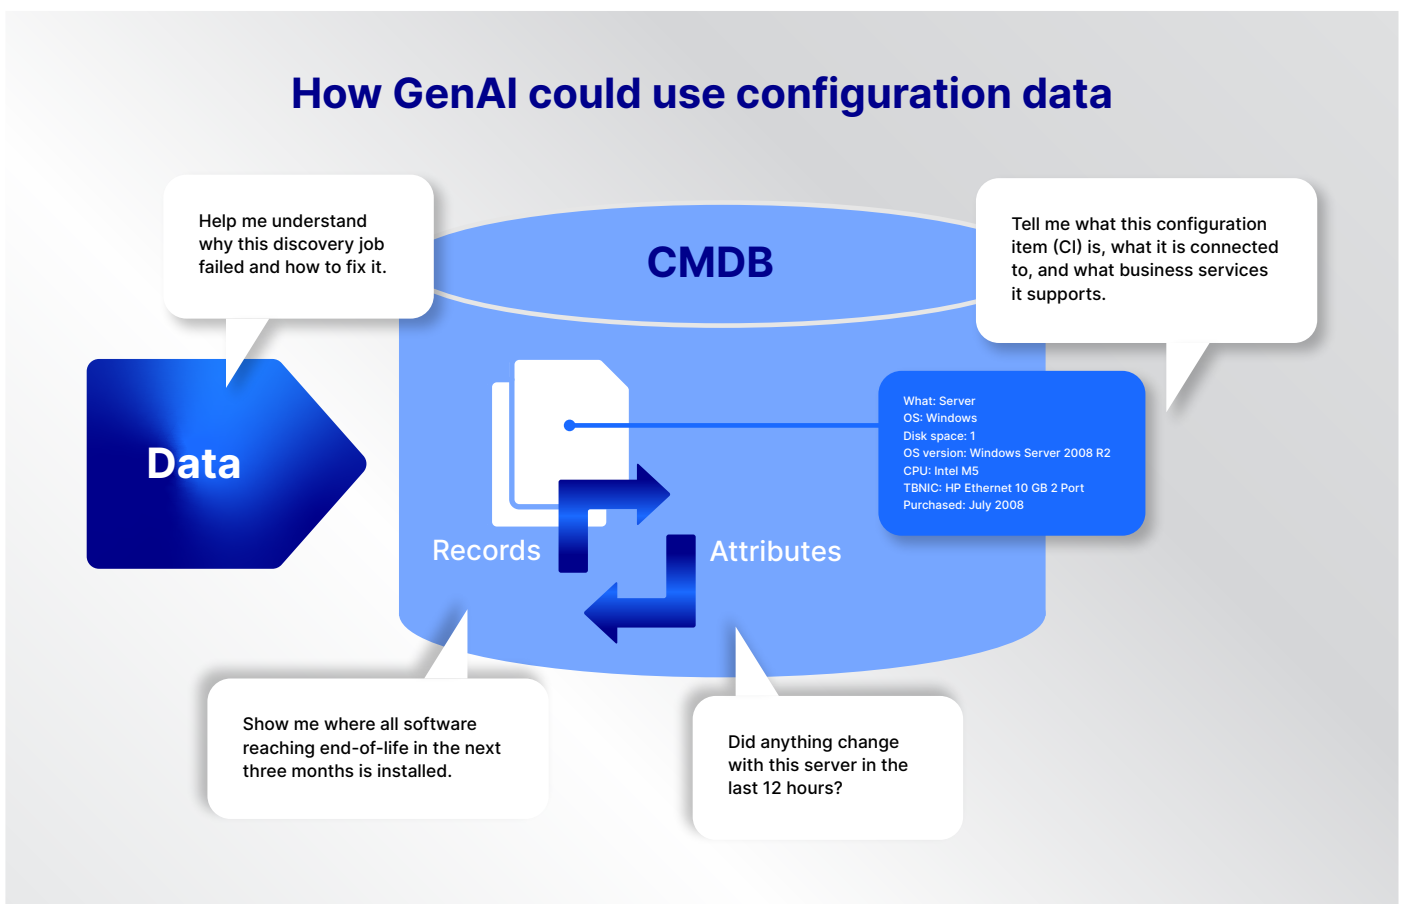 How GenAI could use configuration data
Help me understand
why this discovery job
failed and how to fix it.
CMDB
Tell me what this configuration
item (CI) is, what it is connected
to, and what business services
it supports.
Data
What: Server
OS: Windows
Disk space: 1
OS version: Windows Server 2008 R2
CPU: Intel M5
TBNIC: HP Ethernet 10 GB 2 Port
Purchased: July 2008
Records
Attributes
Show me where all software
reaching end-of-life in the next
three months is installed.
Did anything change
with this server in the
last 12 hours?